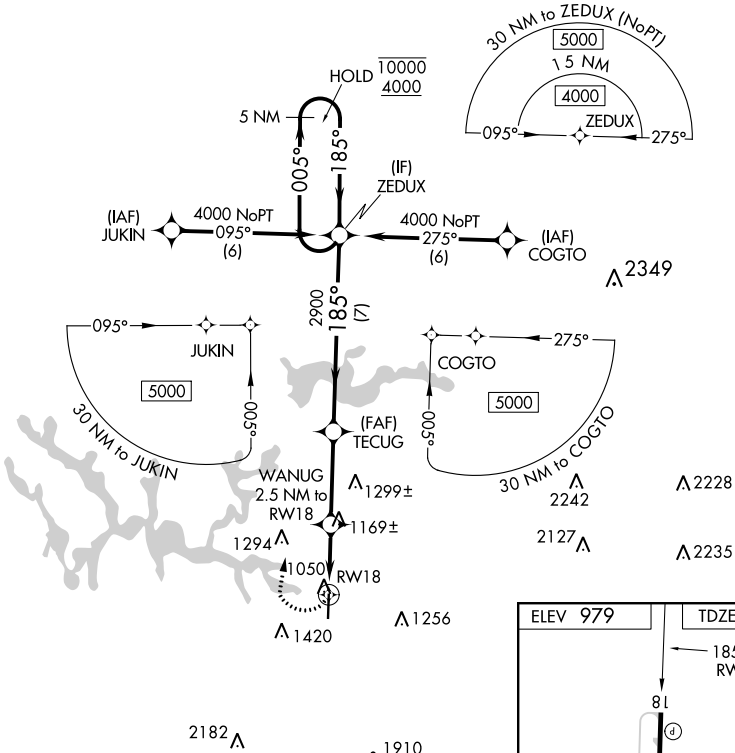 30 NM to ZEDUX (NoPT)
5000
15 NM
4000
ZEDUX
095°
275°
HOLD
10000
4000
5 NM
005°
185°
(IF)
ZEDUX
(IAF)
JUKIN
4000 NoPT
095°
(6)
4000 NoPT
275°
(6)
(IAF)
COGTO
2349
2900
185°
(7)
095°
JUKIN
5000
005°
30 NM to JUKIN
275°
COGTO
5000
005°
30 NM to COGTO
(FAF)
TECUG
WANUG
2.5 NM to
RW18
1299±
1169±
1294
1050
RW18
1420
1256
2242
2228
2127
2235
2182
1910
ELEV 979
TDZE
185
RW
18
P